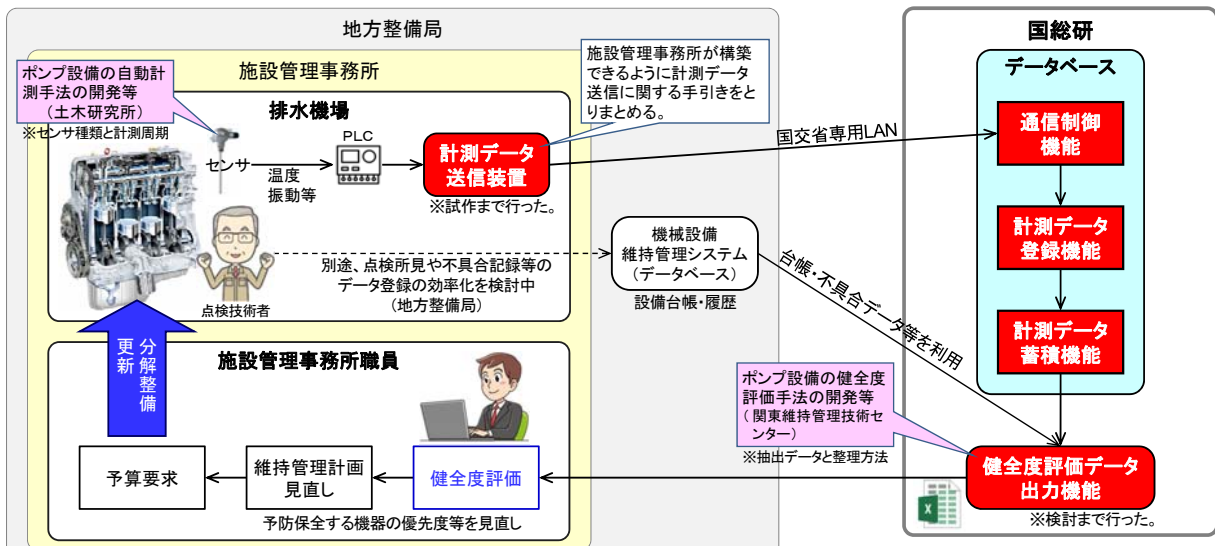 地方整備局
施設管理事務所
ポンプ設備の自動計
測手法の開発等
(土木研究所)
※センサ種類と計測周期
排水機場
施設管理事務所が構築
できるように計測データ
送信に関する手引きをと
りまとめる。
センサ
温度
振動等
PLC
計測データ
送信装置
※試作まで行った。
国交省専用LAN
点検技術者
別途、点検所見や不具合記録等の
データ登録の効率化を検討中
(地方整備局)
機械設備
維持管理システム
(データベース)
設備台帳・履歴
台帳・不具合データ等を利用
分解整備
更新
施設管理事務所職員
予算要求
維持管理計画
見直し
健全度評価
予防保全する機器の優先度等を見直し
国総研
データベース
通信制御
機能
計測データ
登録機能
計測データ
蓄積機能
ポンプ設備の健全度
評価手法の開発等
(関東維持管理技術セ
ンター)
※抽出データと整理方法
健全度評価データ
出力機能
※検討まで行った。
X